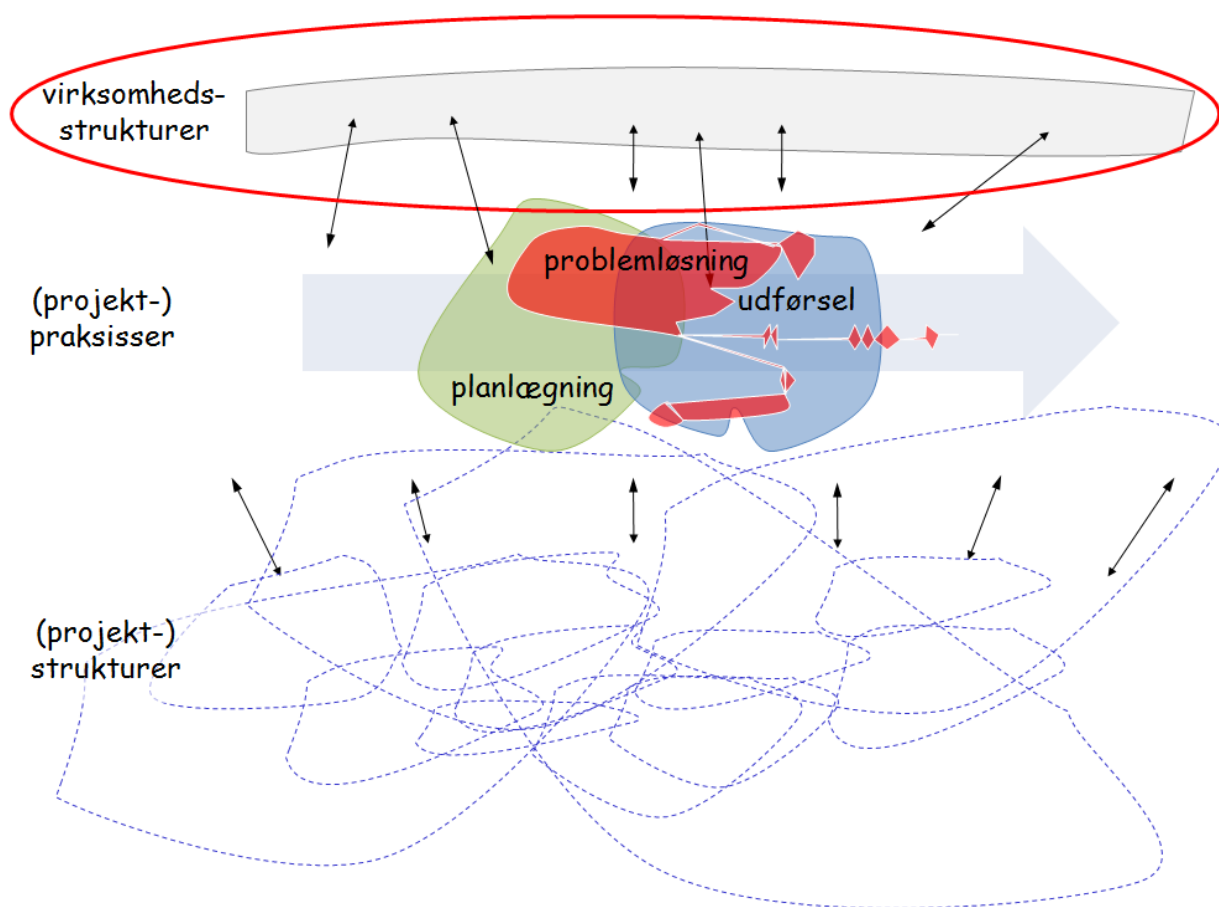 virksomheds-
strukturer
problemløsning
(projekt-)
praksisser
udførsel
planlægning
(projekt-)
strukturer